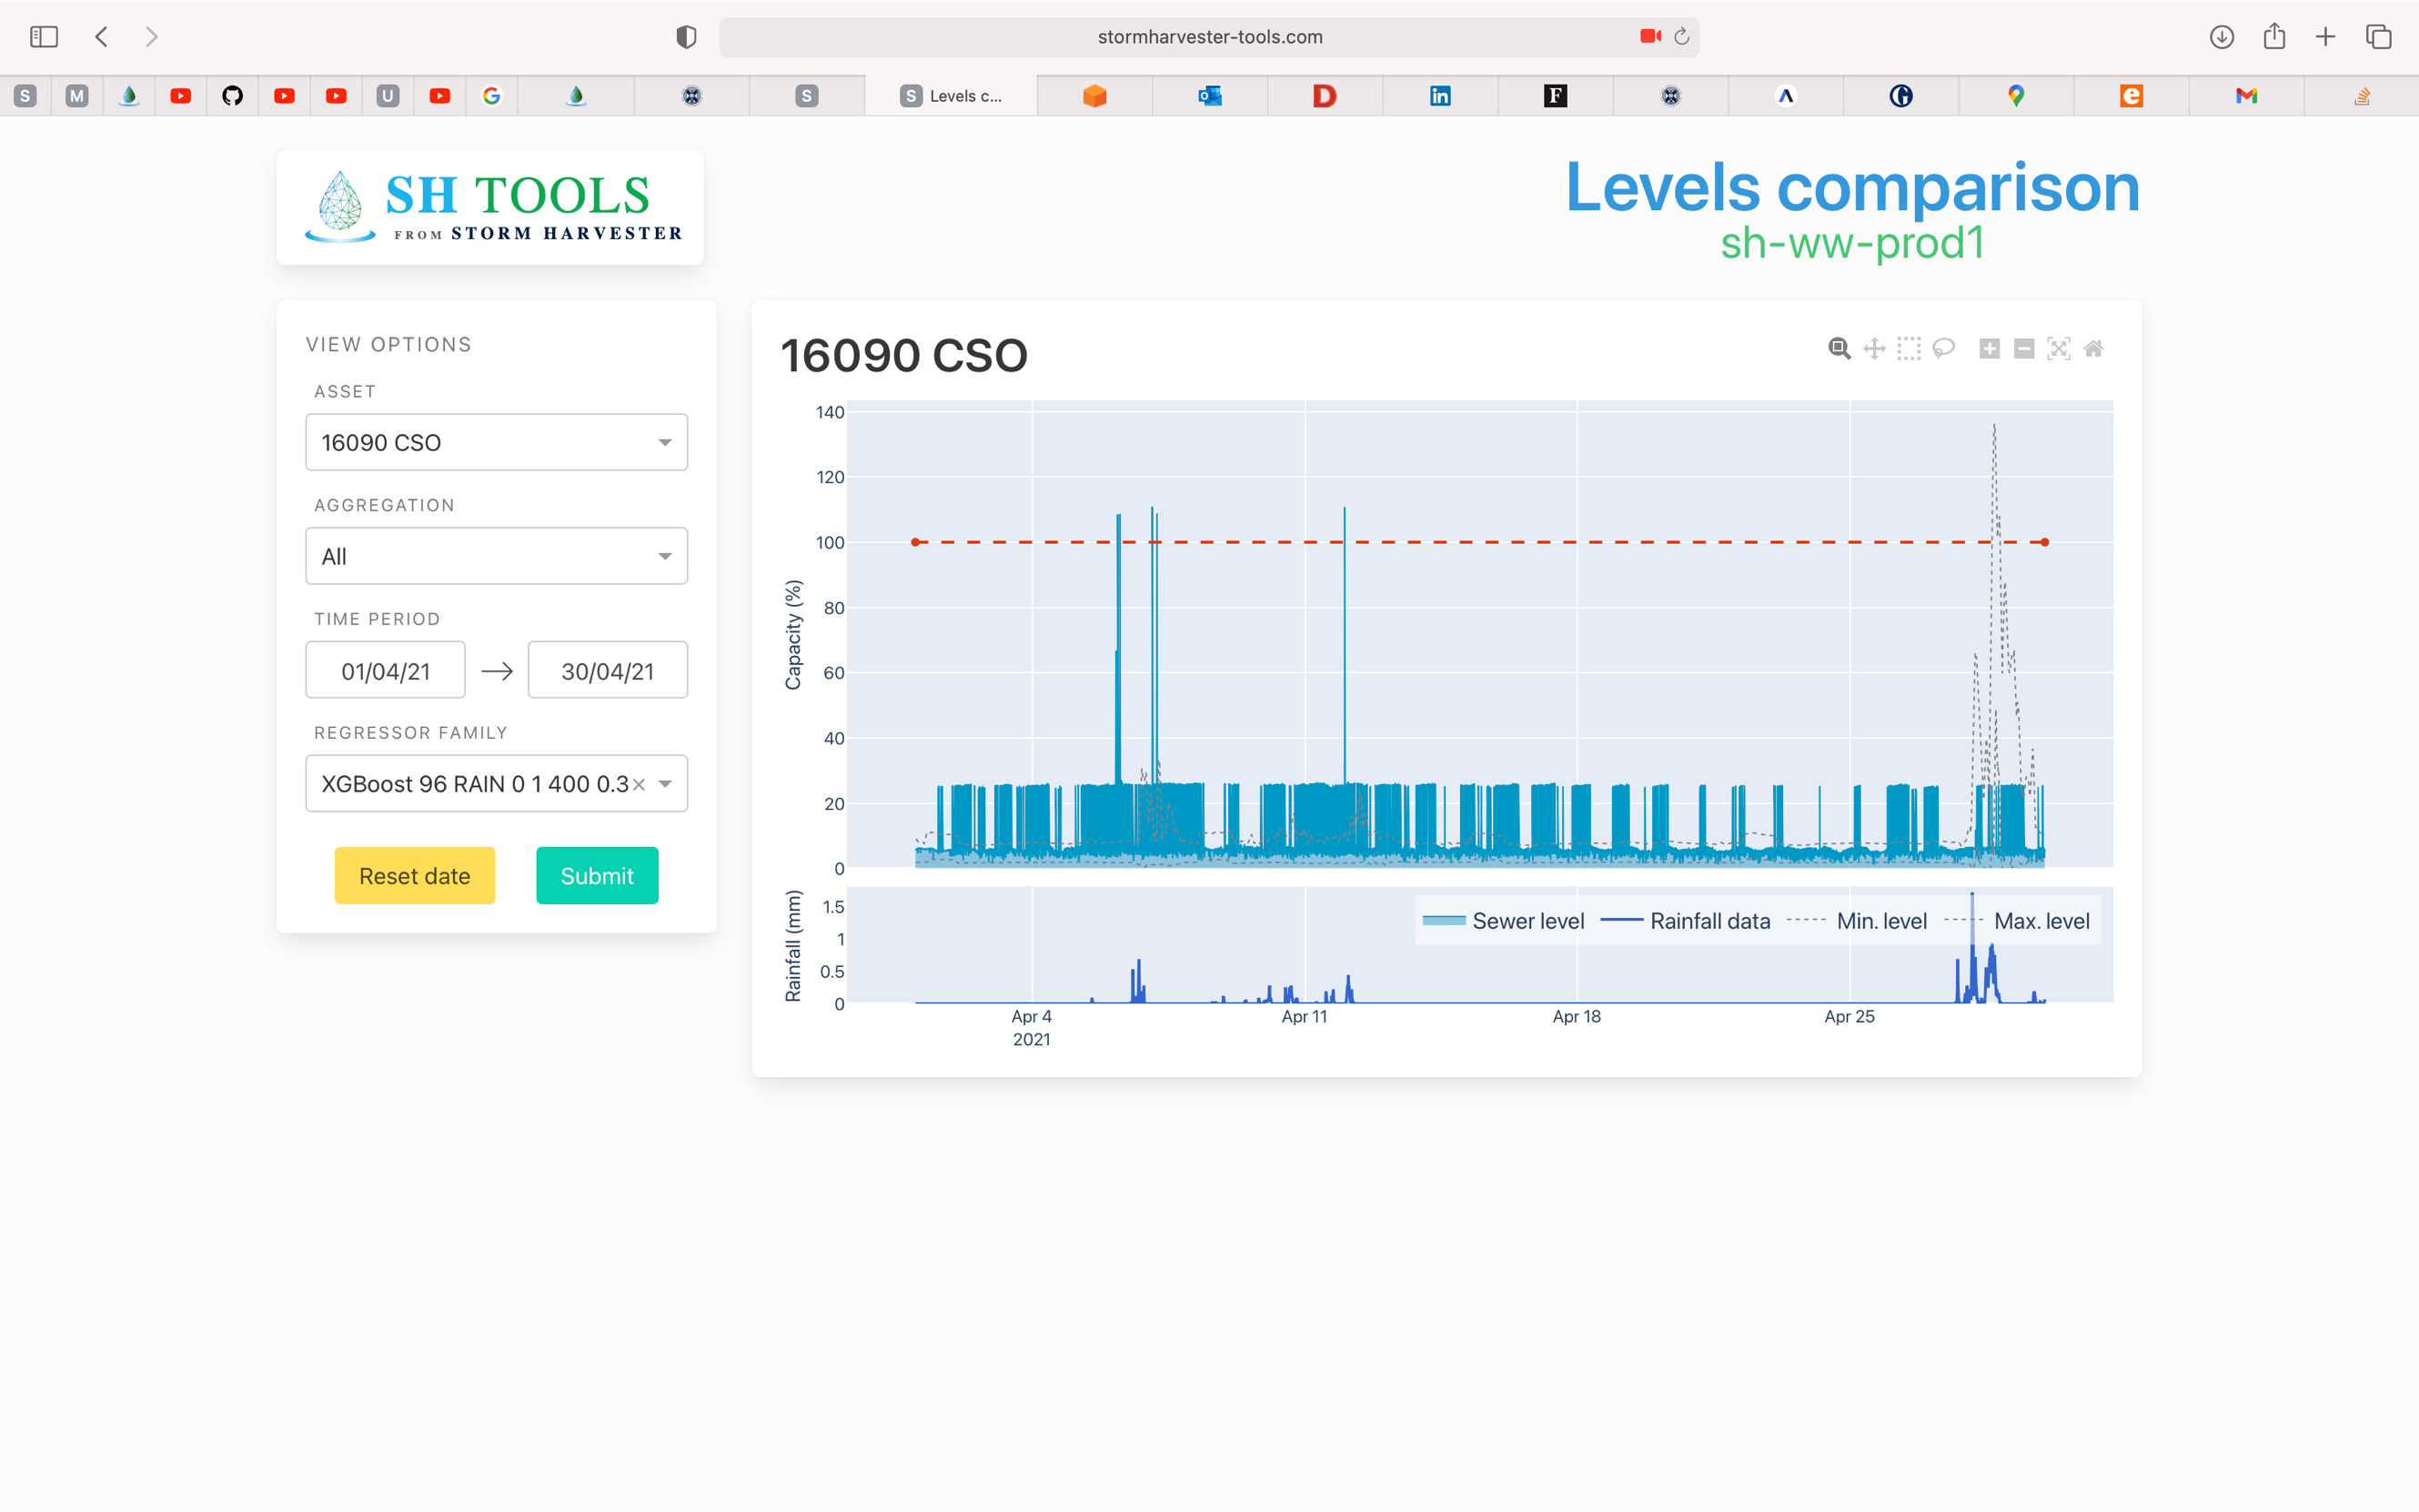 stormharvester-tools.com
S M U S S Levels c... D in F
SH TOOLS
FROM STORM HARVESTER
Levels comparison
sh-ww-prod1
VIEW OPTIONS
ASSET
16090 CSO
AGGREGATION
All
TIME PERIOD
01/04/21 → 30/04/21
REGRESSOR FAMILY
XGBoost 96 RAIN 0 1 400 0.3×
Reset date Submit
16090 CSO
Capacity (%)
140
120
100
80
60
40
20
0
Rainfall (mm)
1.5
1
0.5
0
Sewer level Rainfall data Min. level Max. level
Apr 4 Apr 11 Apr 18 Apr 25
2021